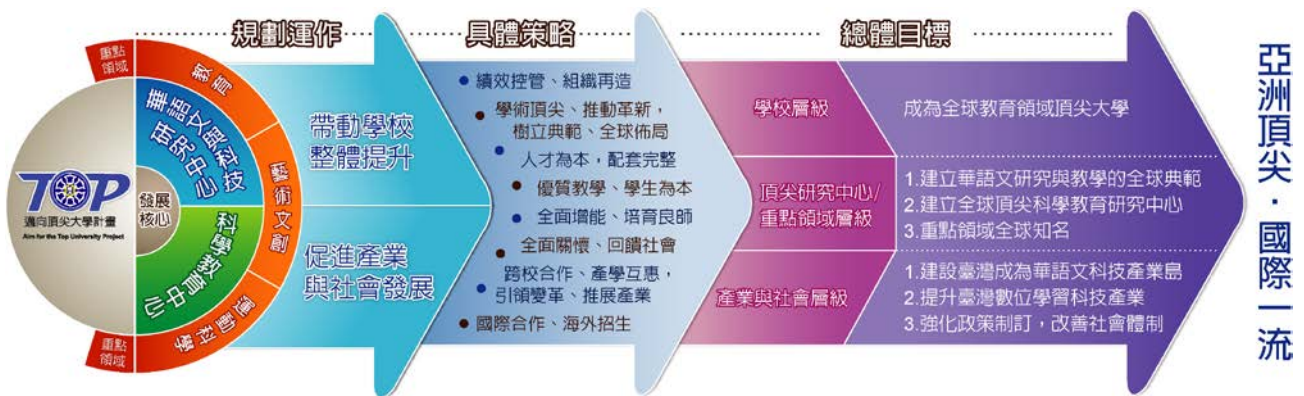 規劃運作
具體策略
總體目標
重點
領域
教育
藝術文創
運動科學
重點
領域
華語文與科技
研究中心
科學教育中心
發展
核心
TOP
邁向頂尖大學計畫
Aim for the Top University Project
帶動學校
整體提升
促進產業
與社會發展
績效控管、組織再造
學術頂尖、推動革新，
樹立典範、全球佈局
人才為本，配套完整
優質教學、學生為本
全面增能、培育良師
全面關懷、回饋社會
跨校合作、產學互惠，
引領變革、推展產業
國際合作、海外招生
學校層級
成為全球教育領域頂尖大學
頂尖研究中心/
重點領域層級
1.建立華語文研究與教學的全球典範
2.建立全球頂尖科學教育研究中心
3.重點領域全球知名
產業與社會層級
1.建設臺灣成為華語文科技產業島
2.提升臺灣數位學習科技產業
3.強化政策制訂，改善社會體制
亞洲頂尖·國際一流